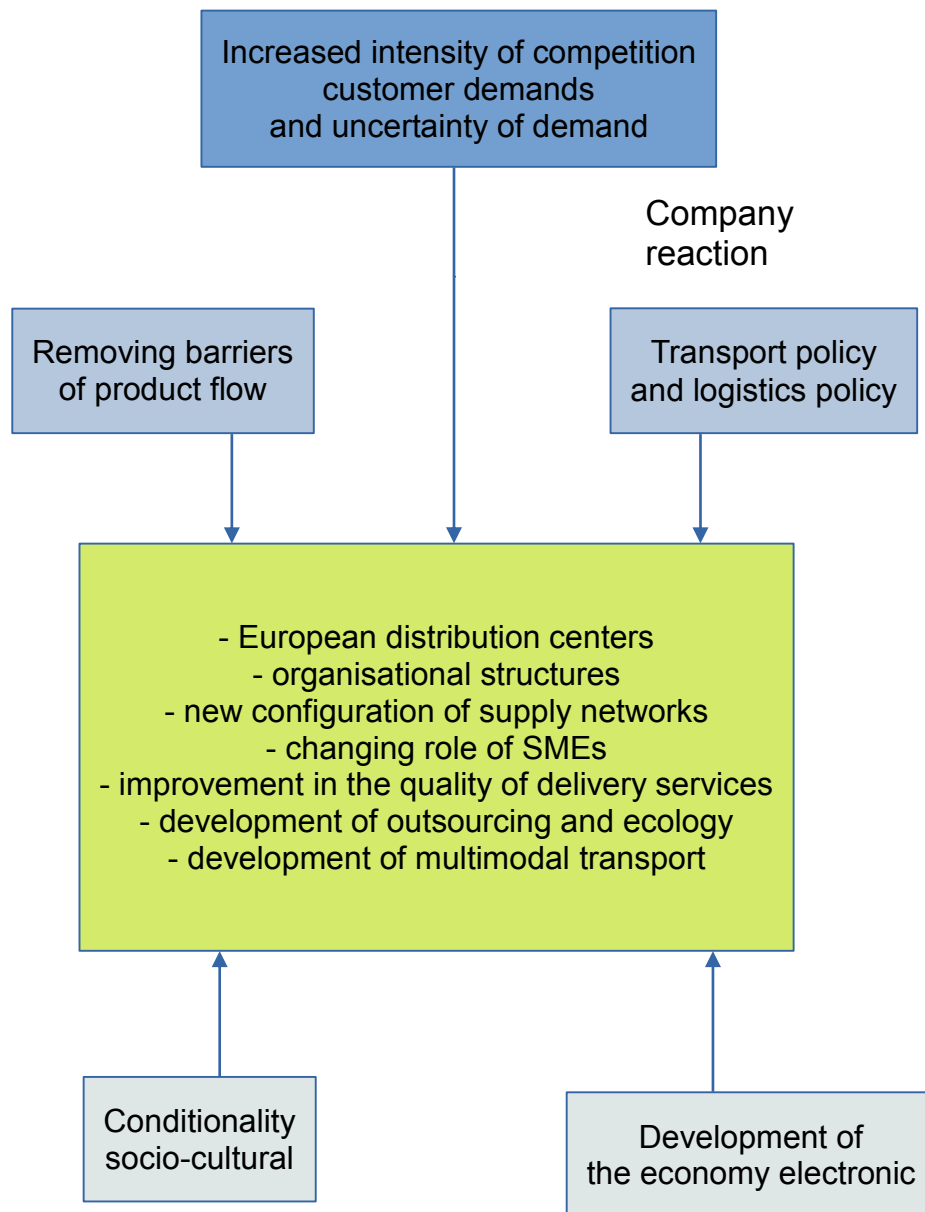 Increased intensity of competition
customer demands
and uncertainty of demand
Company
reaction
Removing barriers
of product flow
Transport policy
and logistics policy
- European distribution centers
- organisational structures
- new configuration of supply networks
- changing role of SMEs
- improvement in the quality of delivery services
- development of outsourcing and ecology
- development of multimodal transport
Conditionality
socio-cultural
Development of
the economy electronic